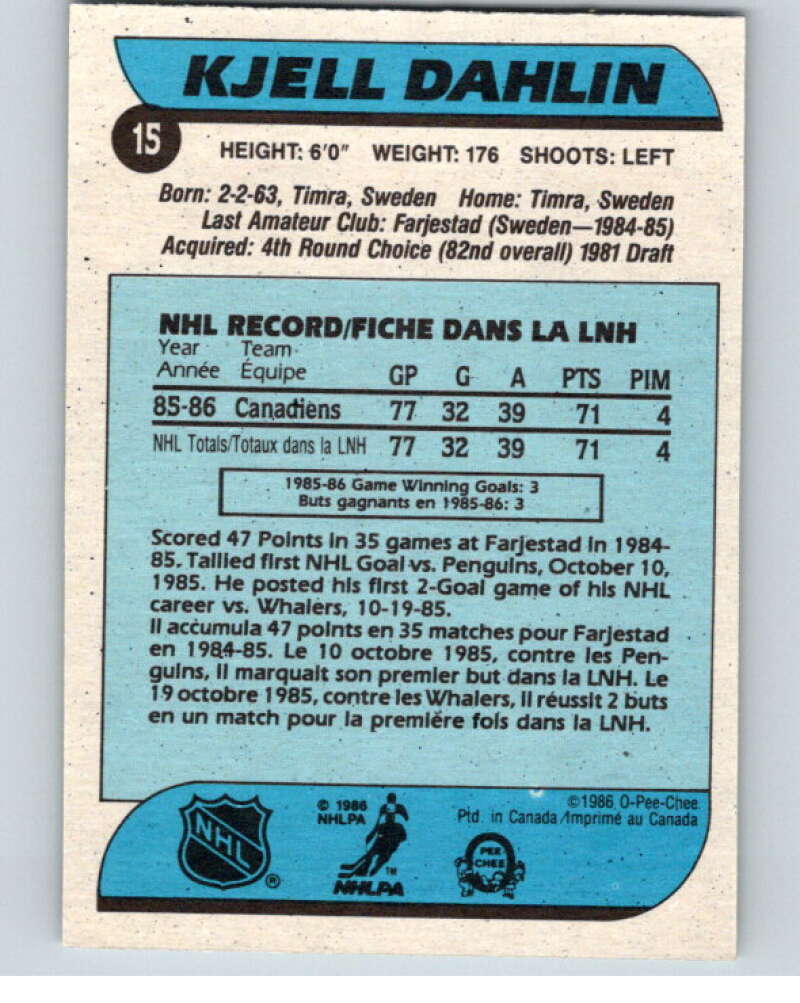 KJELL DAHLIN
15
HEIGHT: 6'0" WEIGHT: 176 SHOOTS: LEFT
Born: 2-2-63, Timra, Sweden Home: Timra, Sweden
Last Amateur Club: Farjestad (Sweden—1984-85)
Acquired: 4th Round Choice (82nd overall) 1981 Draft
NHL RECORD/FICHE DANS LA LNH
Year Team
Année Équipe GP G A PTS PIM
85-86 Canadiens 77 32 39 71 4
NHL Totals/Totaux dans la LNH 77 32 39 71 4
1985-86 Game Winning Goals: 3
Buts gagnants en 1985-86: 3
Scored 47 Points in 35 games at Farjestad in 1984-
85. Tallied first NHL Goal vs. Penguins, October 10,
1985. He posted his first 2-Goal game of his NHL
career vs. Whalers, 10-19-85.
Il accumula 47 points en 35 matches pour Farjestad
en 1984-85. Le 10 octobre 1985, contre les Pen-
guins, il marquait son premier but dans la LNH. Le
19 octobre 1985, contre les Whalers, il réussit 2 buts
en un match pour la première fois dans la LNH.
NHL ®
© 1986
NHLPA
TM
NHLPA
©1986 O-Pee-Chee
Ptd. in Canada/Imprimé au Canada
PEE
CHEE